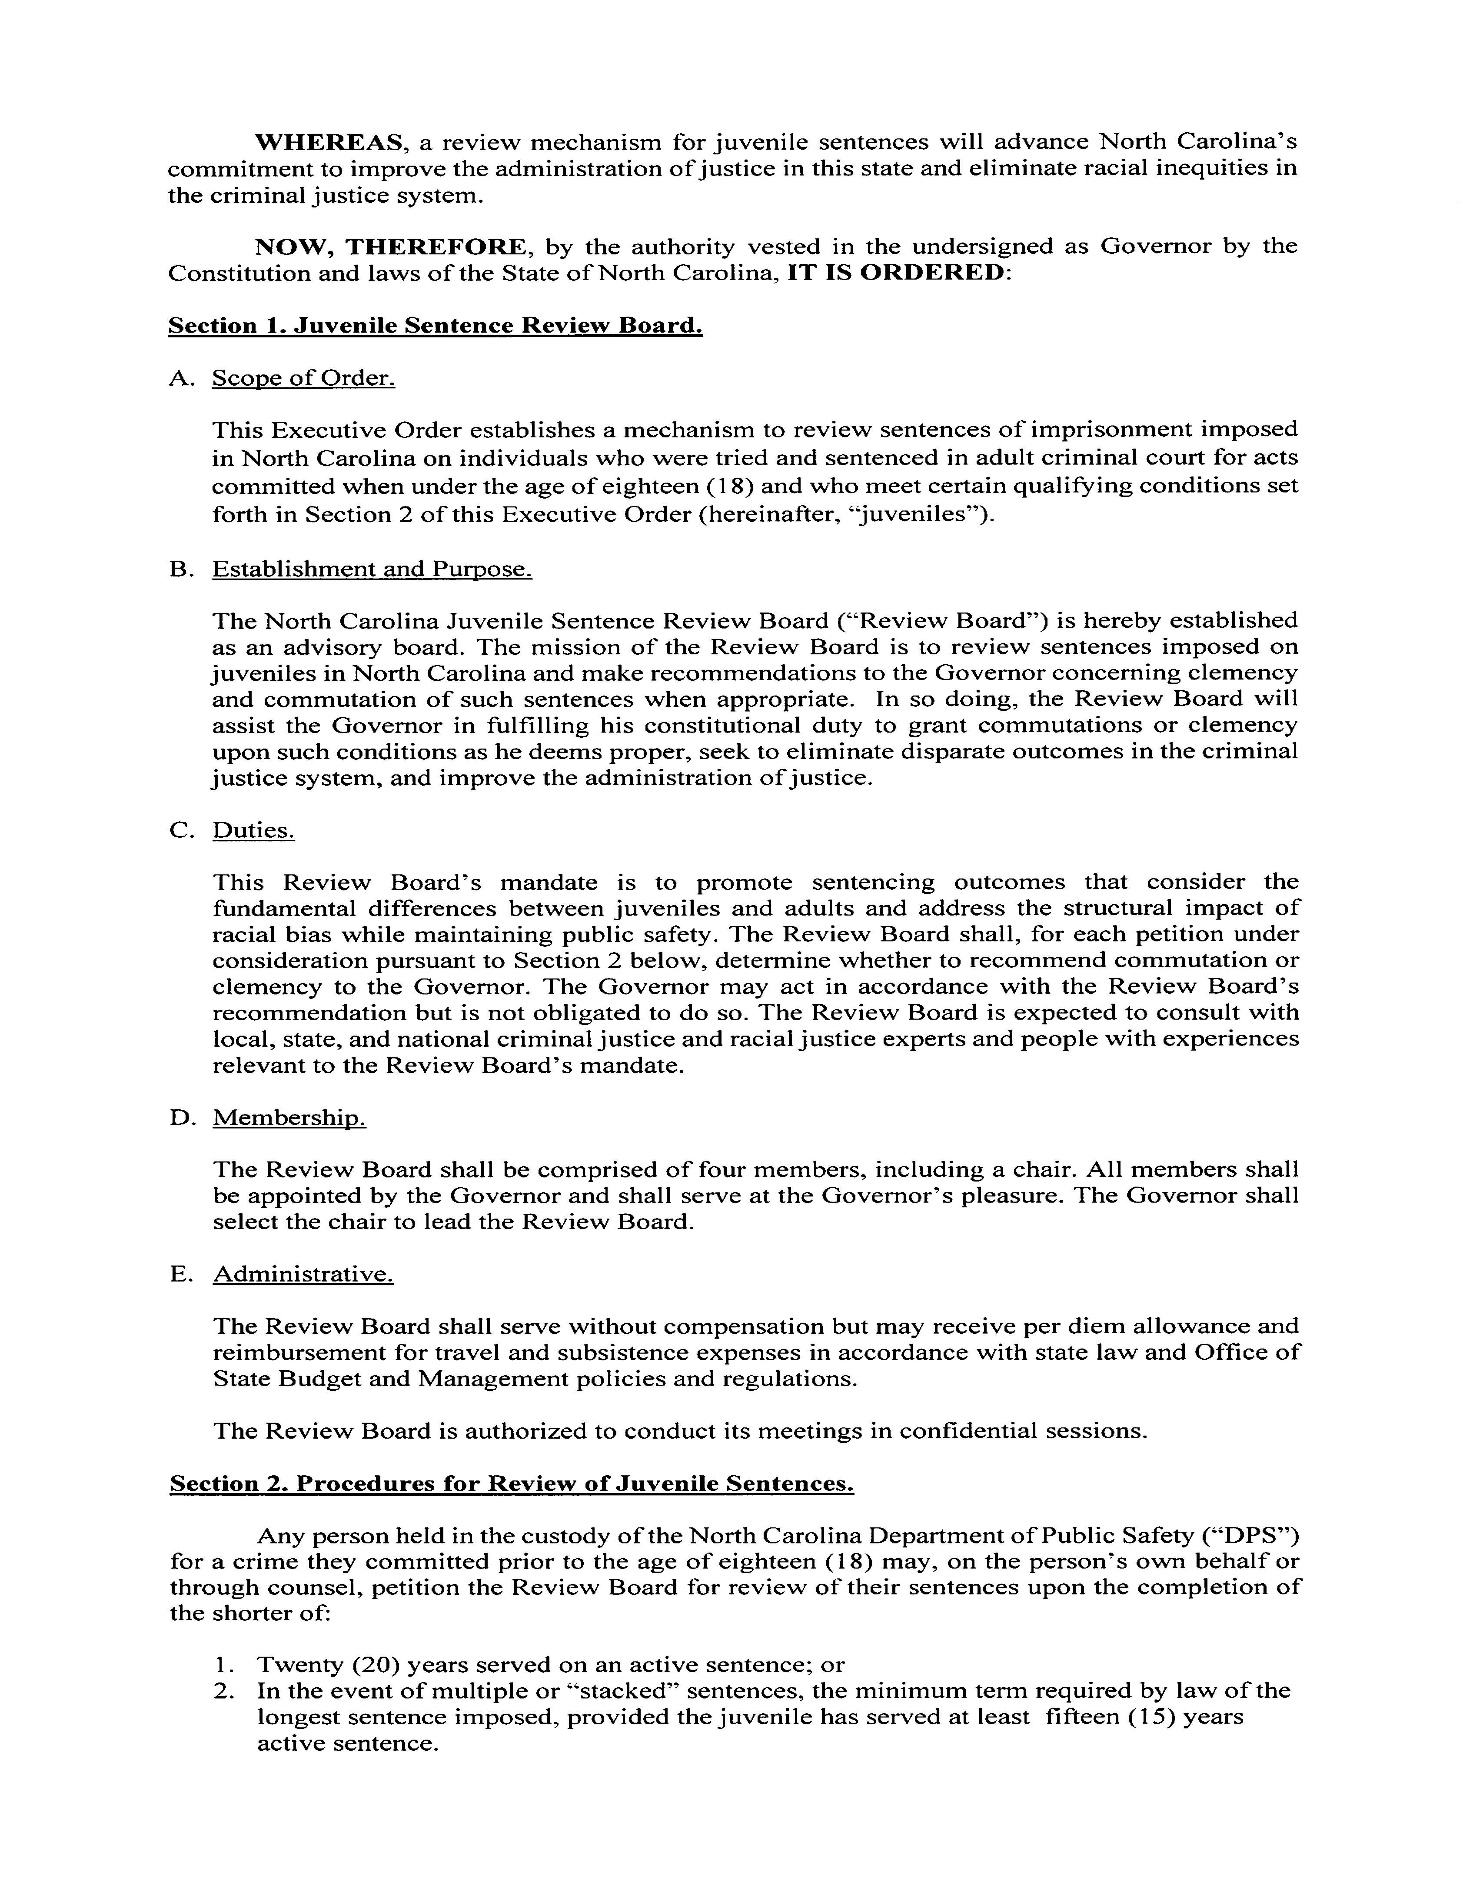 WHEREAS, a review mechanism for juvenile sentences will advance North Carolina's
commitment to improve the administration of justice in this state and eliminate racial inequities in
the criminal justice system.
NOW, THEREFORE, by the authority vested in the undersigned as Governor by the
Constitution and laws of the State of North Carolina, IT IS ORDERED:
Section 1. Juvenile Sentence Review Board.
A. Scope of Order.
This Executive Order establishes a mechanism to review sentences of imprisonment imposed
in North Carolina on individuals who were tried and sentenced in adult criminal court for acts
committed when under the age of eighteen (18) and who meet certain qualifying conditions set
forth in Section 2 of this Executive Order (hereinafter, "juveniles").
B. Establishment and Purpose.
The North Carolina Juvenile Sentence Review Board ("Review Board") is hereby established
as an advisory board. The mission of the Review Board is to review sentences imposed on
juveniles in North Carolina and make recommendations to the Governor concerning clemency
and commutation of such sentences when appropriate. In so doing, the Review Board will
assist the Governor in fulfilling his constitutional duty to grant commutations or clemency
upon such conditions as he deems proper, seek to eliminate disparate outcomes in the criminal
justice system, and improve the administration of justice.
C. Duties.
This Review Board's mandate is to promote sentencing outcomes that consider the
fundamental differences between juveniles and adults and address the structural impact of
racial bias while maintaining public safety. The Review Board shall, for each petition under
consideration pursuant to Section 2 below, determine whether to recommend commutation or
clemency to the Governor. The Governor may act in accordance with the Review Board's
recommendation but is not obligated to do so. The Review Board is expected to consult with
local, state, and national criminal justice and racial justice experts and people with experiences
relevant to the Review Board's mandate.
D. Membership.
The Review Board shall be comprised of four members, including a chair. All members shall
be appointed by the Governor and shall serve at the Governor's pleasure. The Governor shall
select the chair to lead the Review Board.
E. Administrative.
The Review Board shall serve without compensation but may receive per diem allowance and
reimbursement for travel and subsistence expenses in accordance with state law and Office of
State Budget and Management policies and regulations.
The Review Board is authorized to conduct its meetings in confidential sessions.
Section 2. Procedures for Review of Juvenile Sentences.
Any person held in the custody of the North Carolina Department of Public Safety ("DPS")
for a crime they committed prior to the age of eighteen (18) may, on the person's own behalf or
through counsel, petition the Review Board for review of their sentences upon the completion of
the shorter of:
1. Twenty (20) years served on an active sentence; or
2. In the event of multiple or "stacked" sentences, the minimum term required by law of the
longest sentence imposed, provided the juvenile has served at least fifteen (15) years
active sentence.